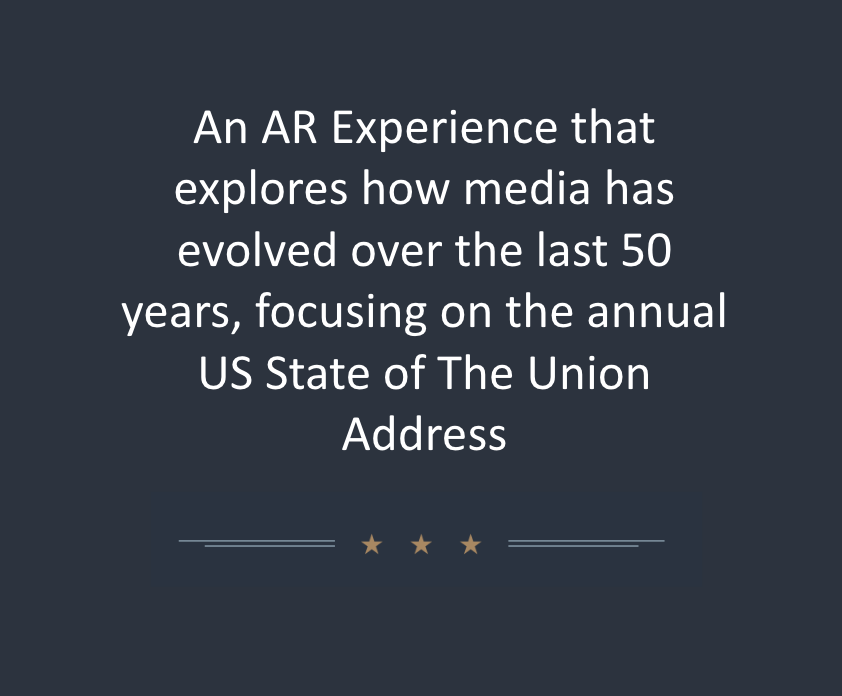 An AR Experience that
explores how media has
evolved over the last 50
years, focusing on the annual
US State of The Union
Address